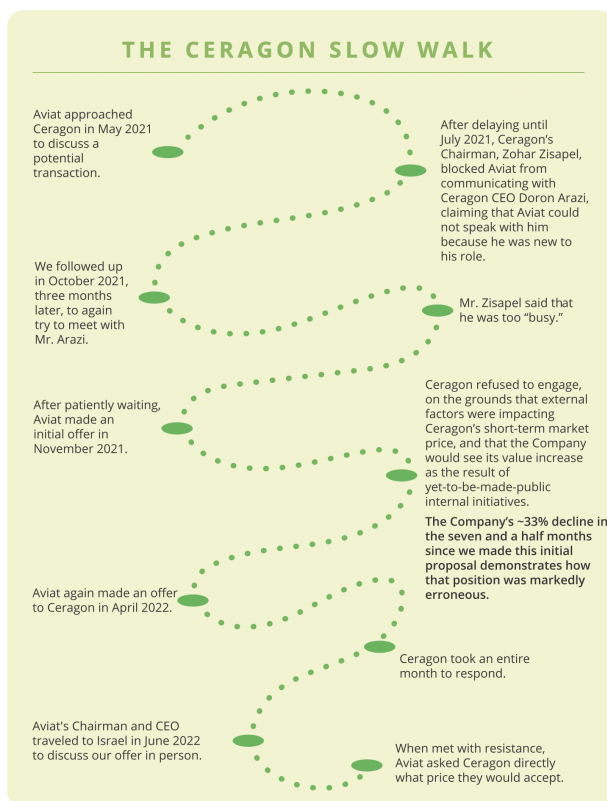 THE CERAGON SLOW WALK
Aviat approached
Ceragon in May 2021
to discuss a
potential
transaction.
After delaying until
July 2021, Ceragon’s
Chairman, Zohar Zisapel,
blocked Aviat from
communicating with
Ceragon CEO Doron Arazi,
claiming that Aviat could
not speak with him
because he was new to
his role.
We followed up
in October 2021,
three months
later, to again
try to meet with
Mr. Arazi.
Mr. Zisapel said that
he was too “busy.”
After patiently waiting,
Aviat made an
initial offer in
November 2021.
Ceragon refused to engage,
on the grounds that external
factors were impacting
Ceragon’s short-term market
price, and that the Company
would see its value increase
as the result of
yet-to-be-made-public
internal initiatives.
The Company’s ~33% decline in
the seven and a half months
since we made this initial
proposal demonstrates how
that position was markedly
erroneous.
Aviat again made an offer
to Ceragon in April 2022.
Ceragon took an entire
month to respond.
Aviat's Chairman and CEO
traveled to Israel in June 2022
to discuss our offer in person.
When met with resistance,
Aviat asked Ceragon directly
what price they would accept.